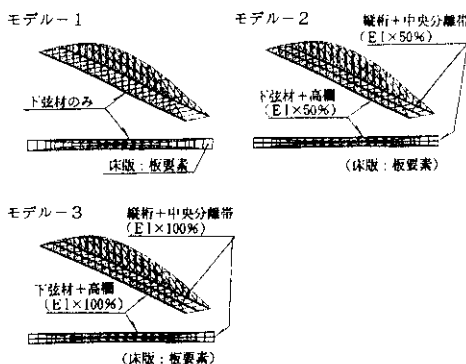 モデル－1
下弦材のみ
床版：板要素
モデル－2
縦桁＋中央分離帯
(EI×50%)
下弦材＋高欄
(EI×50%)
(床版：板要素)
モデル－3
縦桁＋中央分離帯
(EI×100%)
下弦材＋高欄
(EI×100%)
(床版：板要素)